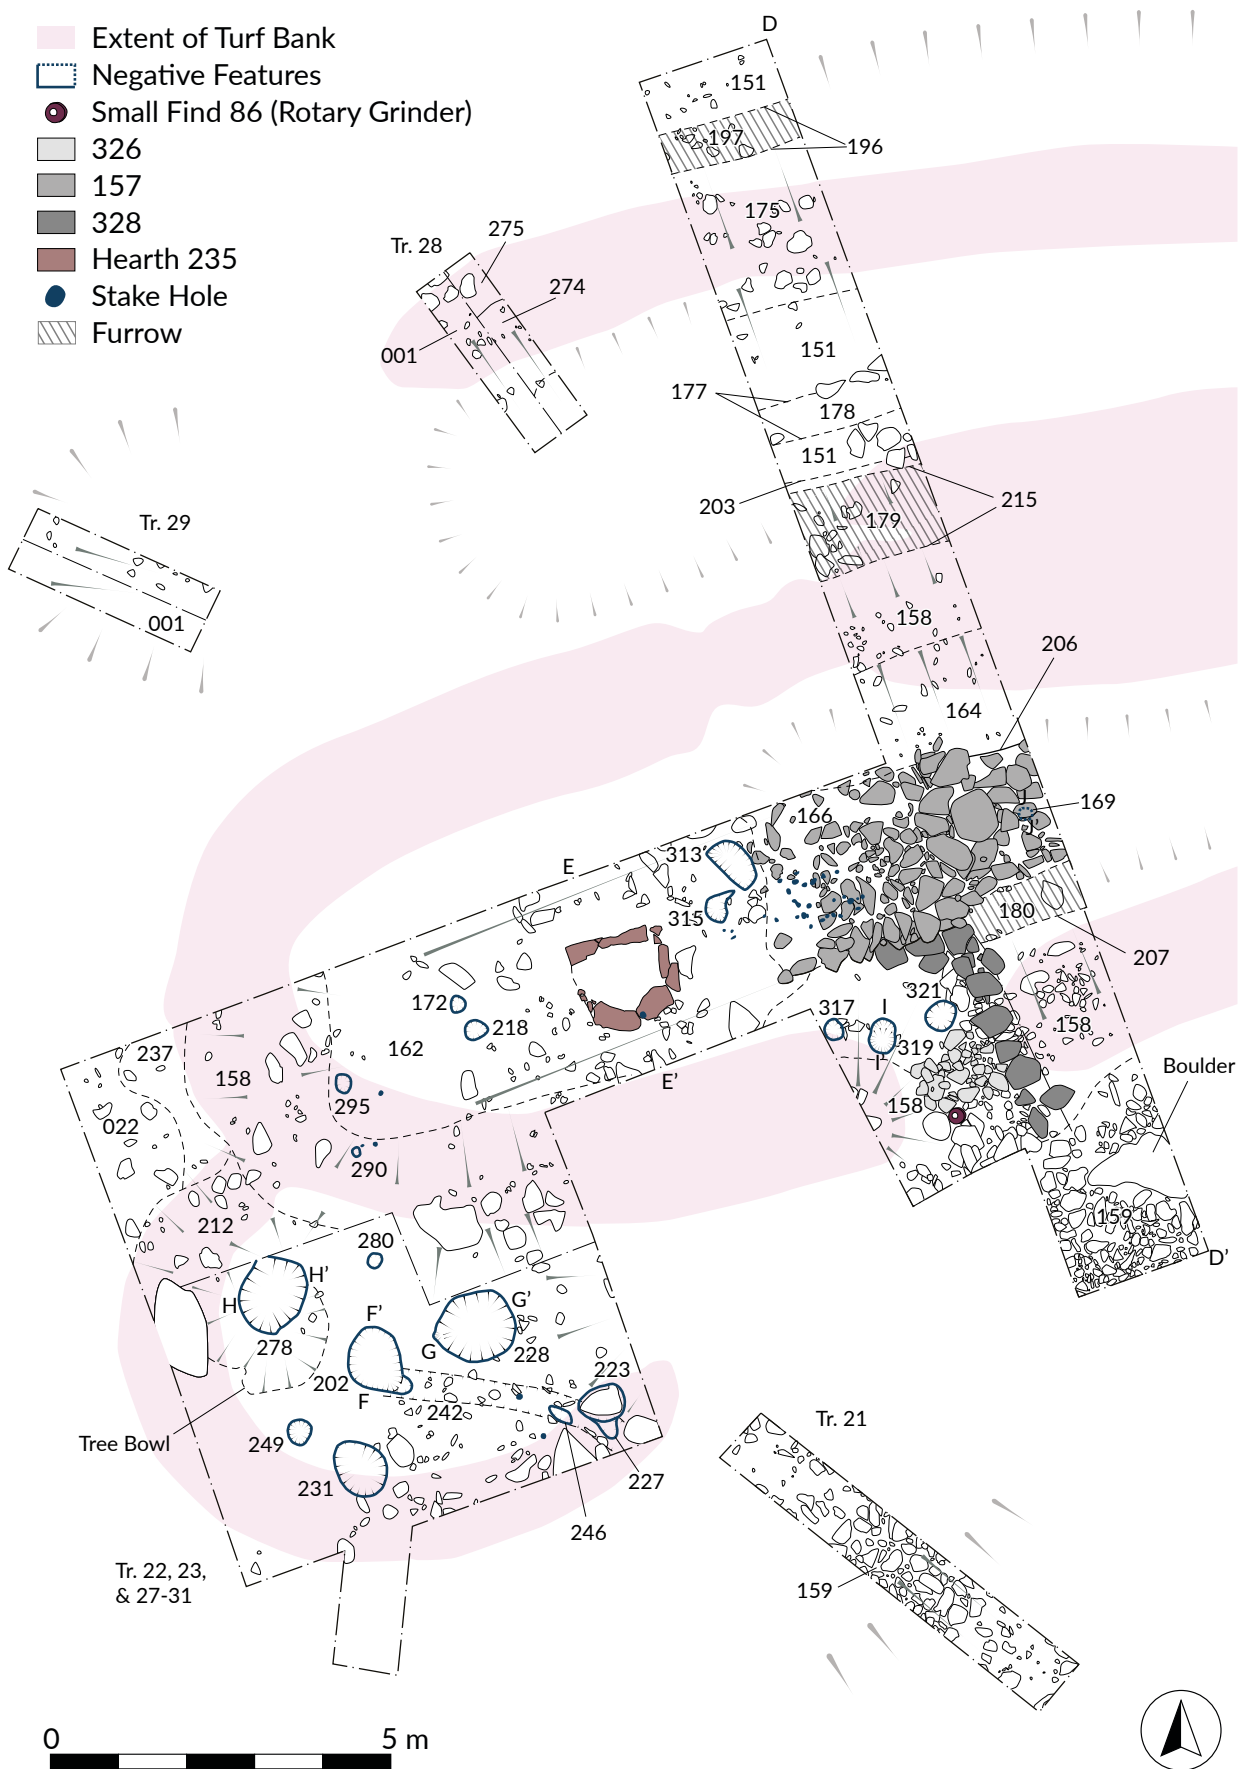 Extent of Turf Bank
Negative Features
Small Find 86 (Rotary Grinder)
326
157
328
Hearth 235
Stake Hole
Furrow
D
151
197
196
175
Tr. 28
275
274
001
151
177
178
151
203
179
215
Tr. 29
001
158
206
164
166
169
J
J'
313
E
315
180
207
172
218
162
E'
317
I
321
I'
319
158
158
Boulder
237
158
022
295
290
212
159
D'
280
H
H'
278
F'
G'
G
228
202
F
242
223
Tree Bowl
249
231
227
246
Tr. 21
159
Tr. 22, 23,
& 27-31
0
5 m